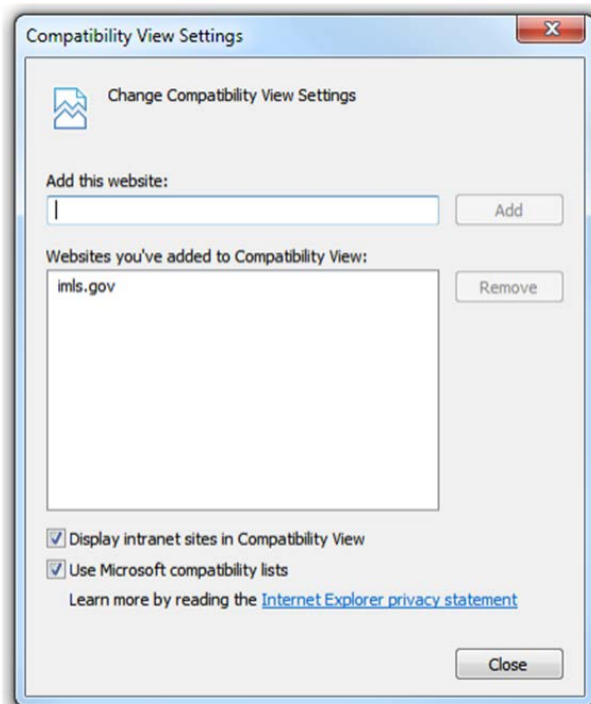 Compatibility View Settings
Change Compatibility View Settings
Add this website:
Add
Websites you've added to Compatibility View:
imls.gov
Remove
Display intranet sites in Compatibility View
Use Microsoft compatibility lists
Learn more by reading the Internet Explorer privacy statement
Close